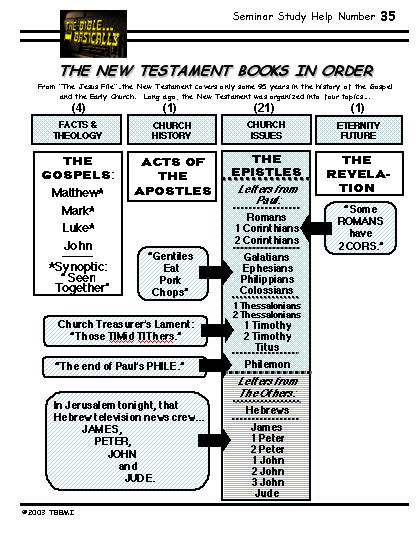 Seminar Study Help Number 35
THE BIBLE...
BASICALLY
THE NEW TESTAMENT BOOKS IN ORDER
From "The Jesus File"...the New Testament covers only some 95 years in the history of the Gospel
and the Early Church. Long ago, the New Testament was organized into four topics...
(4)
(1)
(21)
(1)
FACTS &
THEOLOGY
CHURCH
HISTORY
CHURCH
ISSUES
ETERNITY
FUTURE
THE
GOSPELS:
Matthew*
Mark*
Luke*
John
*Synoptic:
"Seen
Together"
ACTS OF
THE
APOSTLES
THE
EPISTLES
Letters from
Paul:
Romans
1 Corinthians
2 Corinthians
Galatians
Ephesians
Philippians
Colossians
1 Thessalonians
2 Thessalonians
1 Timothy
2 Timothy
Titus
Philemon
Letters from
The Others:
Hebrews
James
1 Peter
2 Peter
1 John
2 John
3 John
Jude
THE
REVELA-
TION
"Some
ROMANS
have
2 CORS."
"Gentiles
Eat
Pork
Chops"
Church Treasurer's Lament:
"Those TIMid TIThers."
"The end of Paul's PHILE."
In Jerusalem tonight, that
Hebrew television news crew...
JAMES,
PETER,
JOHN
and
JUDE.
©2003 TBBMI